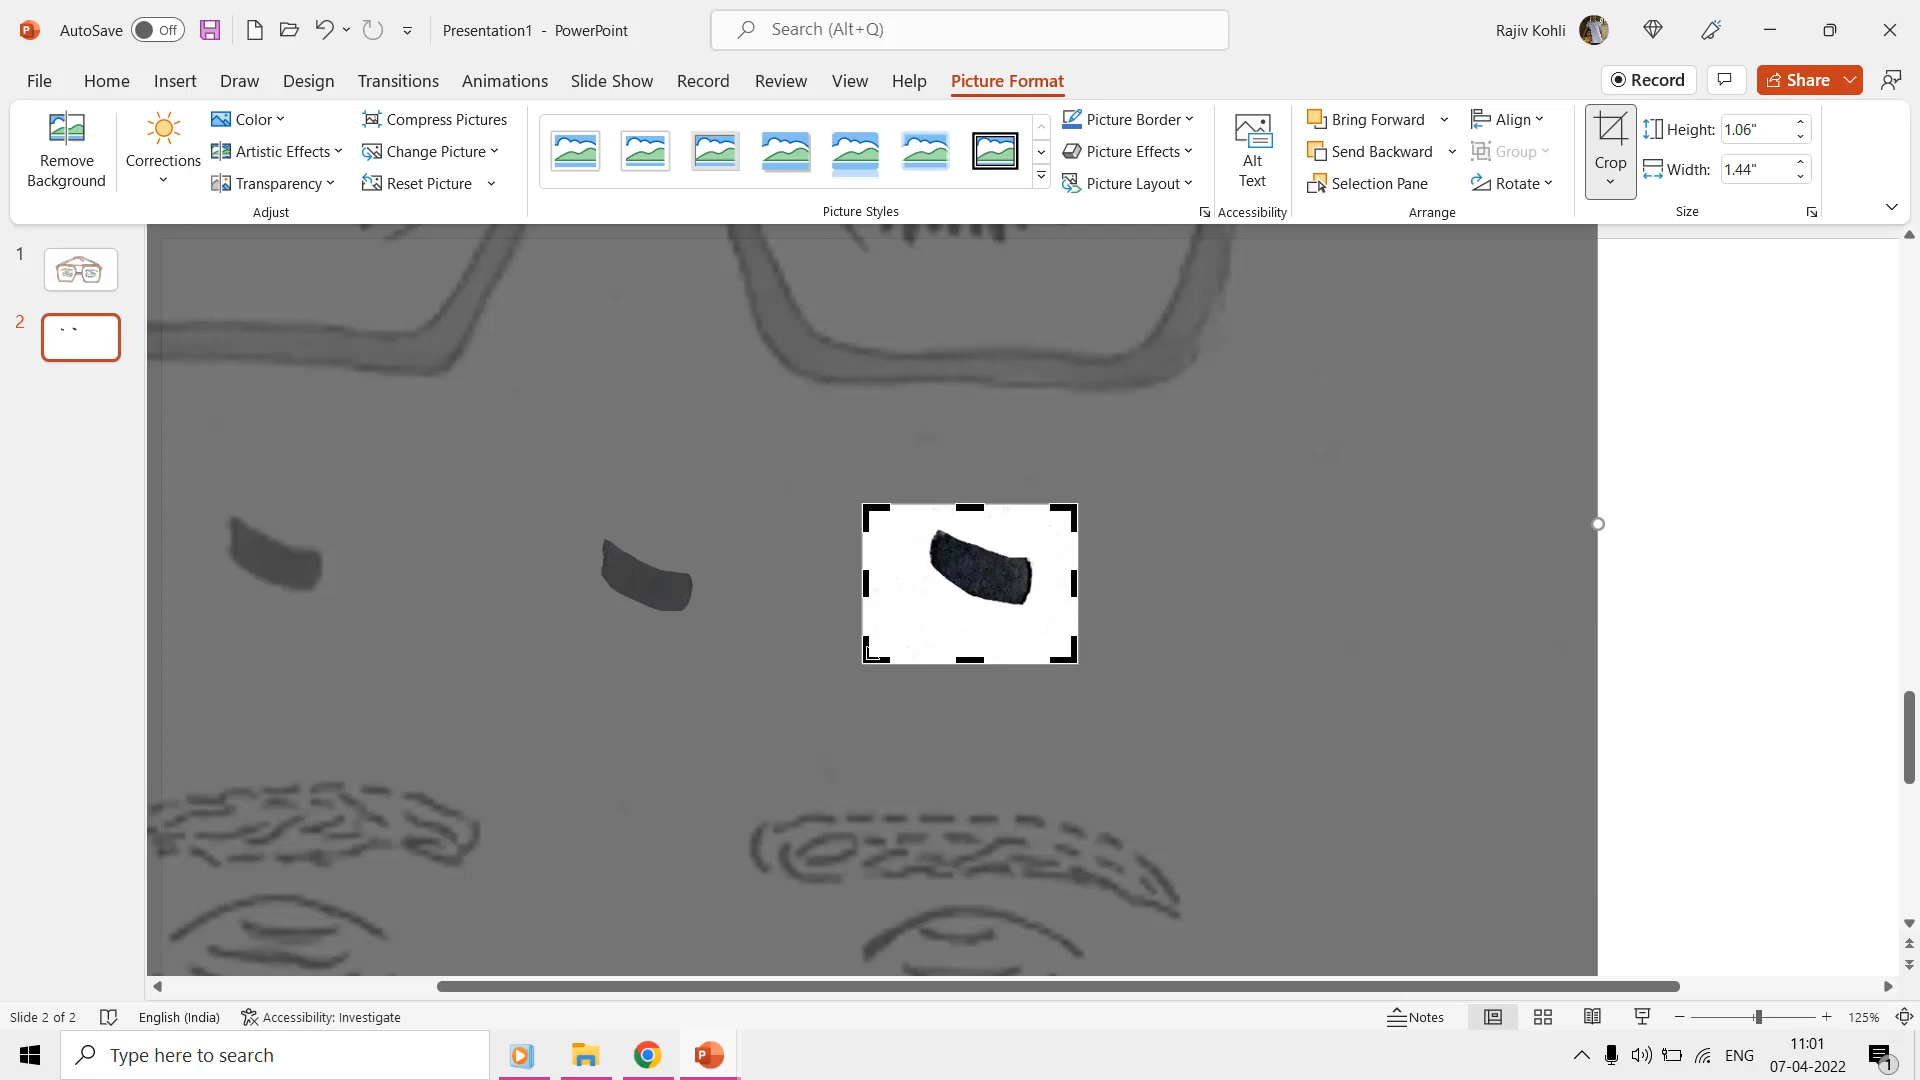 AutoSave Off Presentation1 - PowerPoint Search (Alt+Q) Rajiv Kohli
File Home Insert Draw Design Transitions Animations Slide Show Record Review View Help Picture Format Record Share
Remove Background
Corrections
Color
Artistic Effects
Transparency
Compress Pictures
Change Picture
Reset Picture
Adjust
Picture Styles
Picture Border
Picture Effects
Picture Layout
Alt Text
Accessibility
Bring Forward
Send Backward
Selection Pane
Align
Group
Rotate
Arrange
Crop
Height: 1.06"
Width: 1.44"
Size
1
2
Slide 2 of 2 English (India) Accessibility: Investigate Notes 125%
Type here to search ENG 11:01
07-04-2022
1